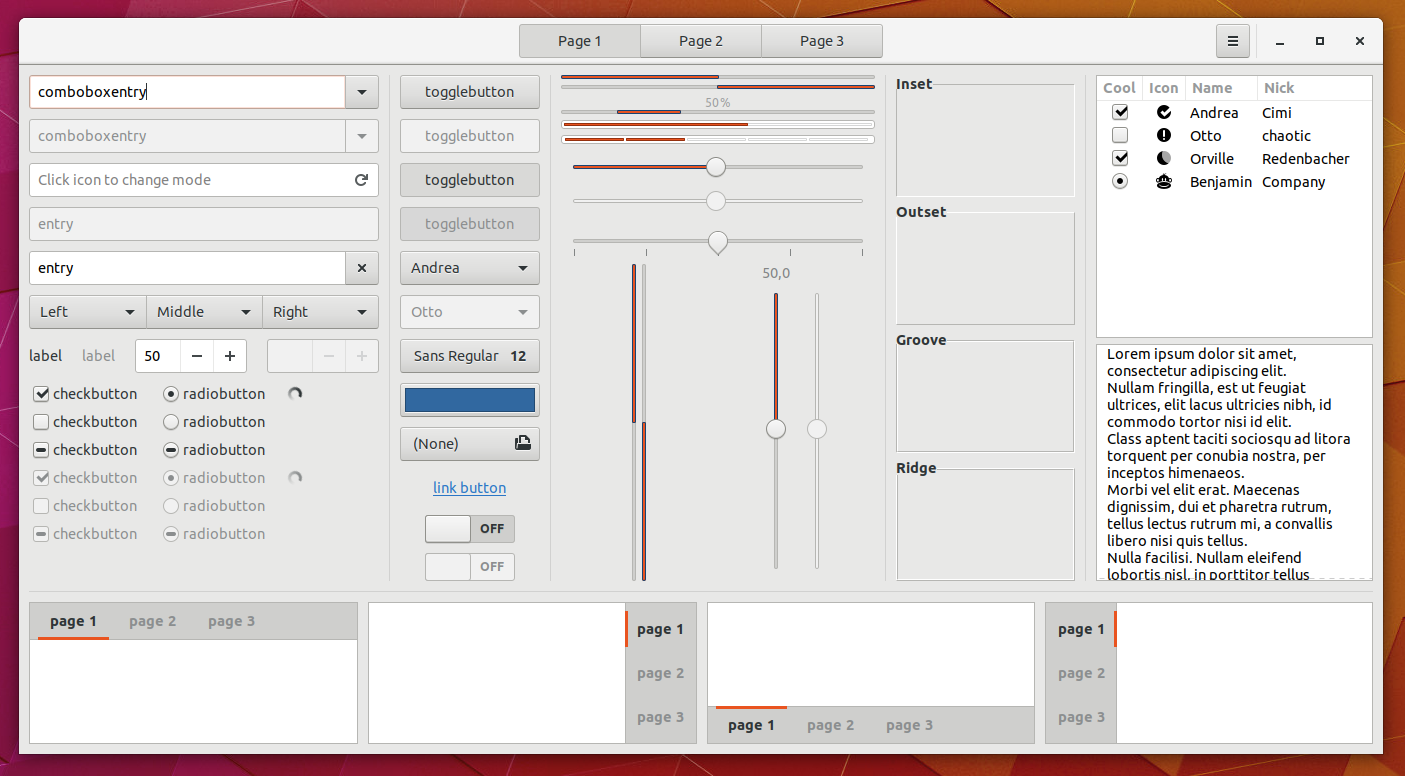 Page 1 Page 2 Page 3
comboboxentry
comboboxentry
Click icon to change mode
entry
entry
Left Middle Right
label label 50
checkbutton radiobutton
checkbutton radiobutton
checkbutton radiobutton
checkbutton radiobutton
checkbutton radiobutton
checkbutton radiobutton
togglebutton
togglebutton
togglebutton
togglebutton
Andrea
Otto
Sans Regular 12
(None)
link button
OFF
OFF
50%
50,0
Inset
Outset
Groove
Ridge
Cool Icon Name Nick
Andrea Cimi
Otto chaotic
Orville Redenbacher
Benjamin Company
Lorem ipsum dolor sit amet,
consectetur adipiscing elit.
Nullam fringilla, est ut feugiat
ultrices, elit lacus ultricies nibh, id
commodo tortor nisi id elit.
Class aptent taciti sociosqu ad litora
torquent per conubia nostra, per
inceptos himenaeos.
Morbi vel elit erat. Maecenas
dignissim, dui et pharetra rutrum,
tellus lectus rutrum mi, a convallis
libero nisi quis tellus.
Nulla facilisi. Nullam eleifend
lobortis nisl, in porttitor tellus
page 1 page 2 page 3
page 1
page 2
page 3
page 1 page 2 page 3
page 1
page 2
page 3